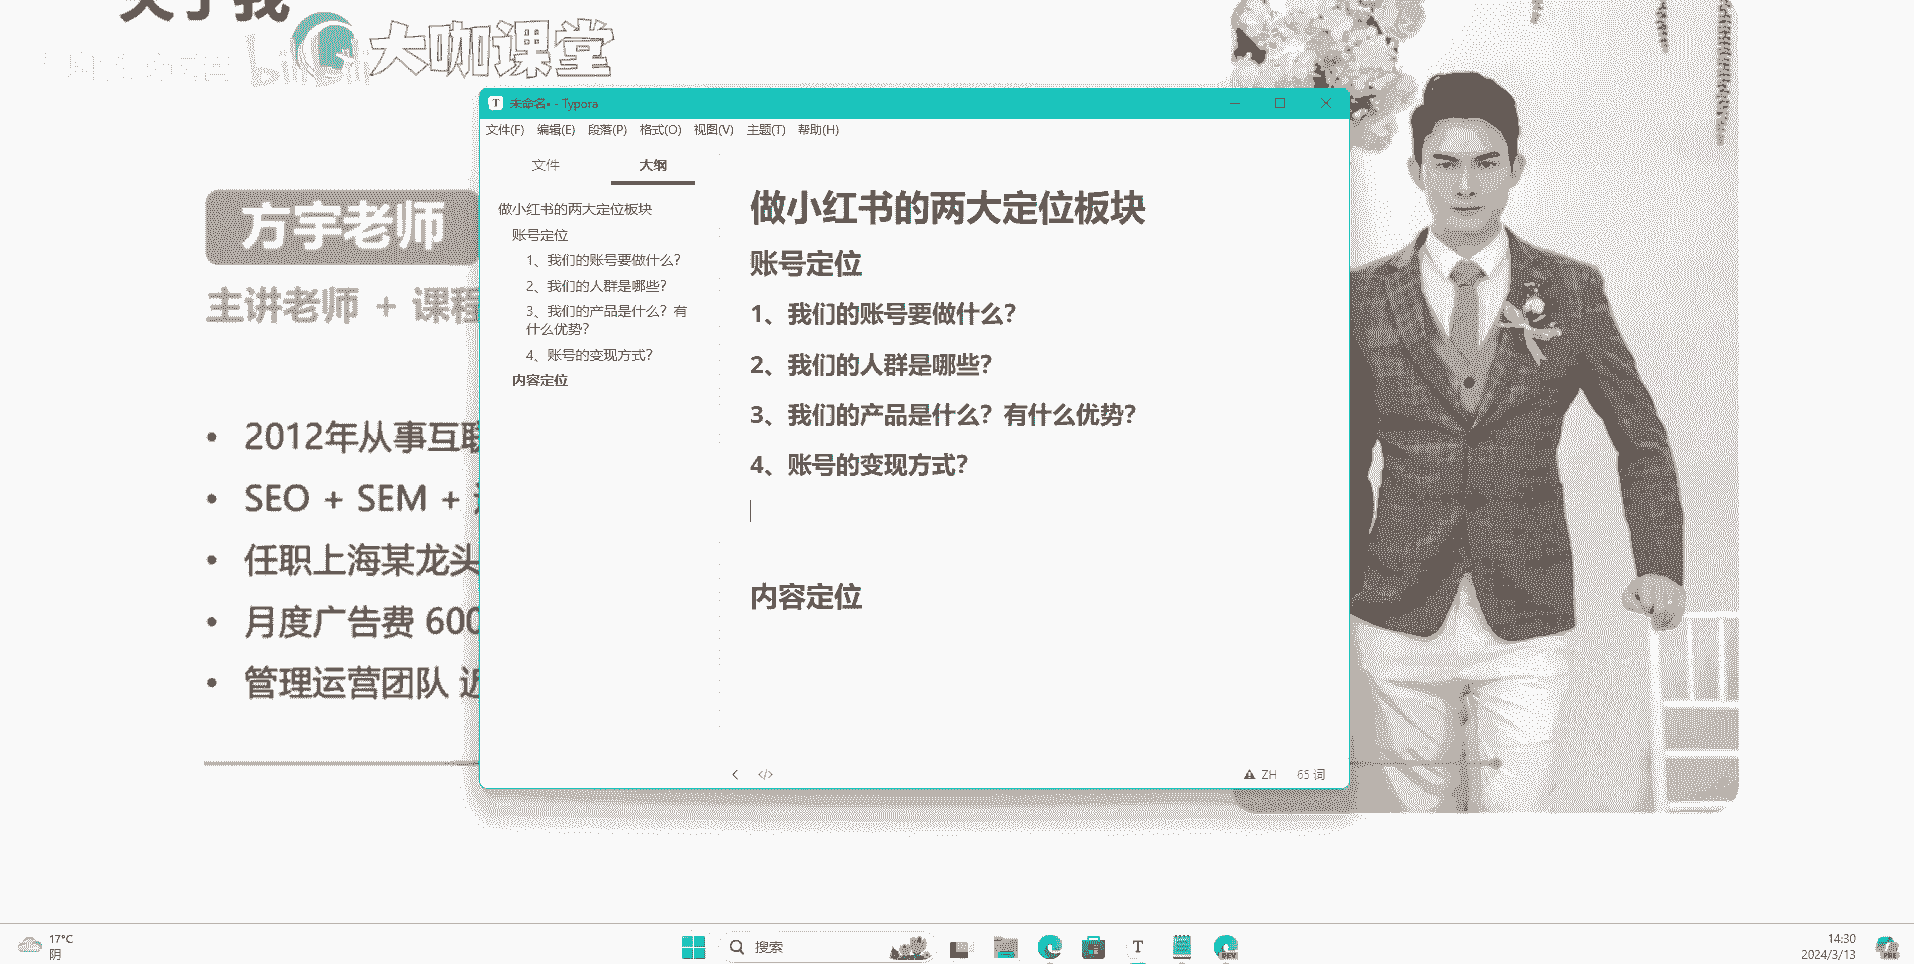 关于我
bilibili 大咖课堂
未命名• - Typora
文件(F) 编辑(E) 段落(P) 格式(O) 视图(V) 主题(T) 帮助(H)
文件 大纲
做小红书的两大定位板块
账号定位
1、我们的账号要做什么？
2、我们的人群是哪些？
3、我们的产品是什么？有
什么优势？
4、账号的变现方式？
内容定位
做小红书的两大定位板块
账号定位
1、我们的账号要做什么？
2、我们的人群是哪些？
3、我们的产品是什么？有什么优势？
4、账号的变现方式？
内容定位
ZH 65 词
方宇老师
主讲老师 + 课程
• 2012年从事互联
• SEO + SEM +
• 任职上海某龙头
• 月度广告费 600
• 管理运营团队 近
17°C
阴
搜索
T
DEV
14:30
2024/3/13
PRE